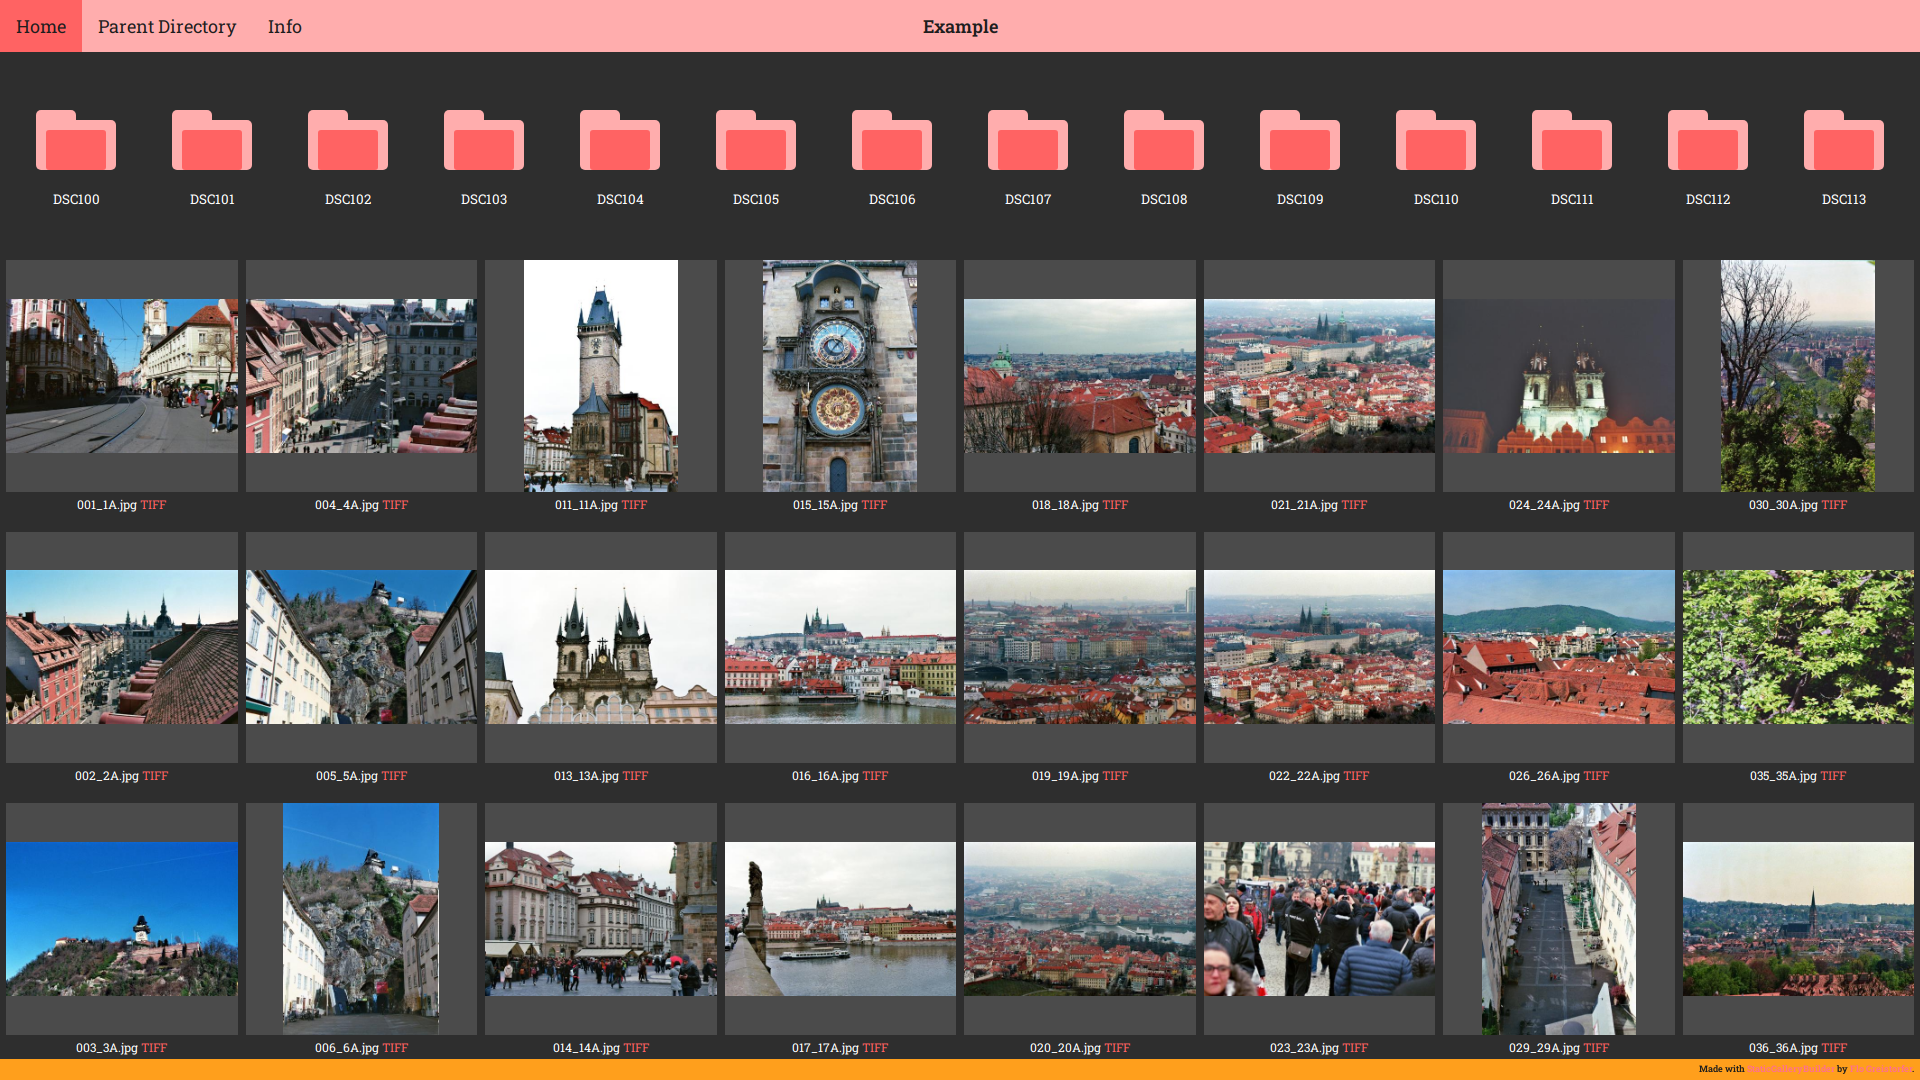 Home Parent Directory Info Example
DSC100 DSC101 DSC102 DSC103 DSC104 DSC105 DSC106 DSC107 DSC108 DSC109 DSC110 DSC111 DSC112 DSC113
001_1A.jpg TIFF 004_4A.jpg TIFF 011_11A.jpg TIFF 015_15A.jpg TIFF 018_18A.jpg TIFF 021_21A.jpg TIFF 024_24A.jpg TIFF 030_30A.jpg TIFF
002_2A.jpg TIFF 005_5A.jpg TIFF 013_13A.jpg TIFF 016_16A.jpg TIFF 019_19A.jpg TIFF 022_22A.jpg TIFF 026_26A.jpg TIFF 035_35A.jpg TIFF
003_3A.jpg TIFF 006_6A.jpg TIFF 014_14A.jpg TIFF 017_17A.jpg TIFF 020_20A.jpg TIFF 023_23A.jpg TIFF 029_29A.jpg TIFF 036_36A.jpg TIFF
Made with StaticGalleryBuilder by